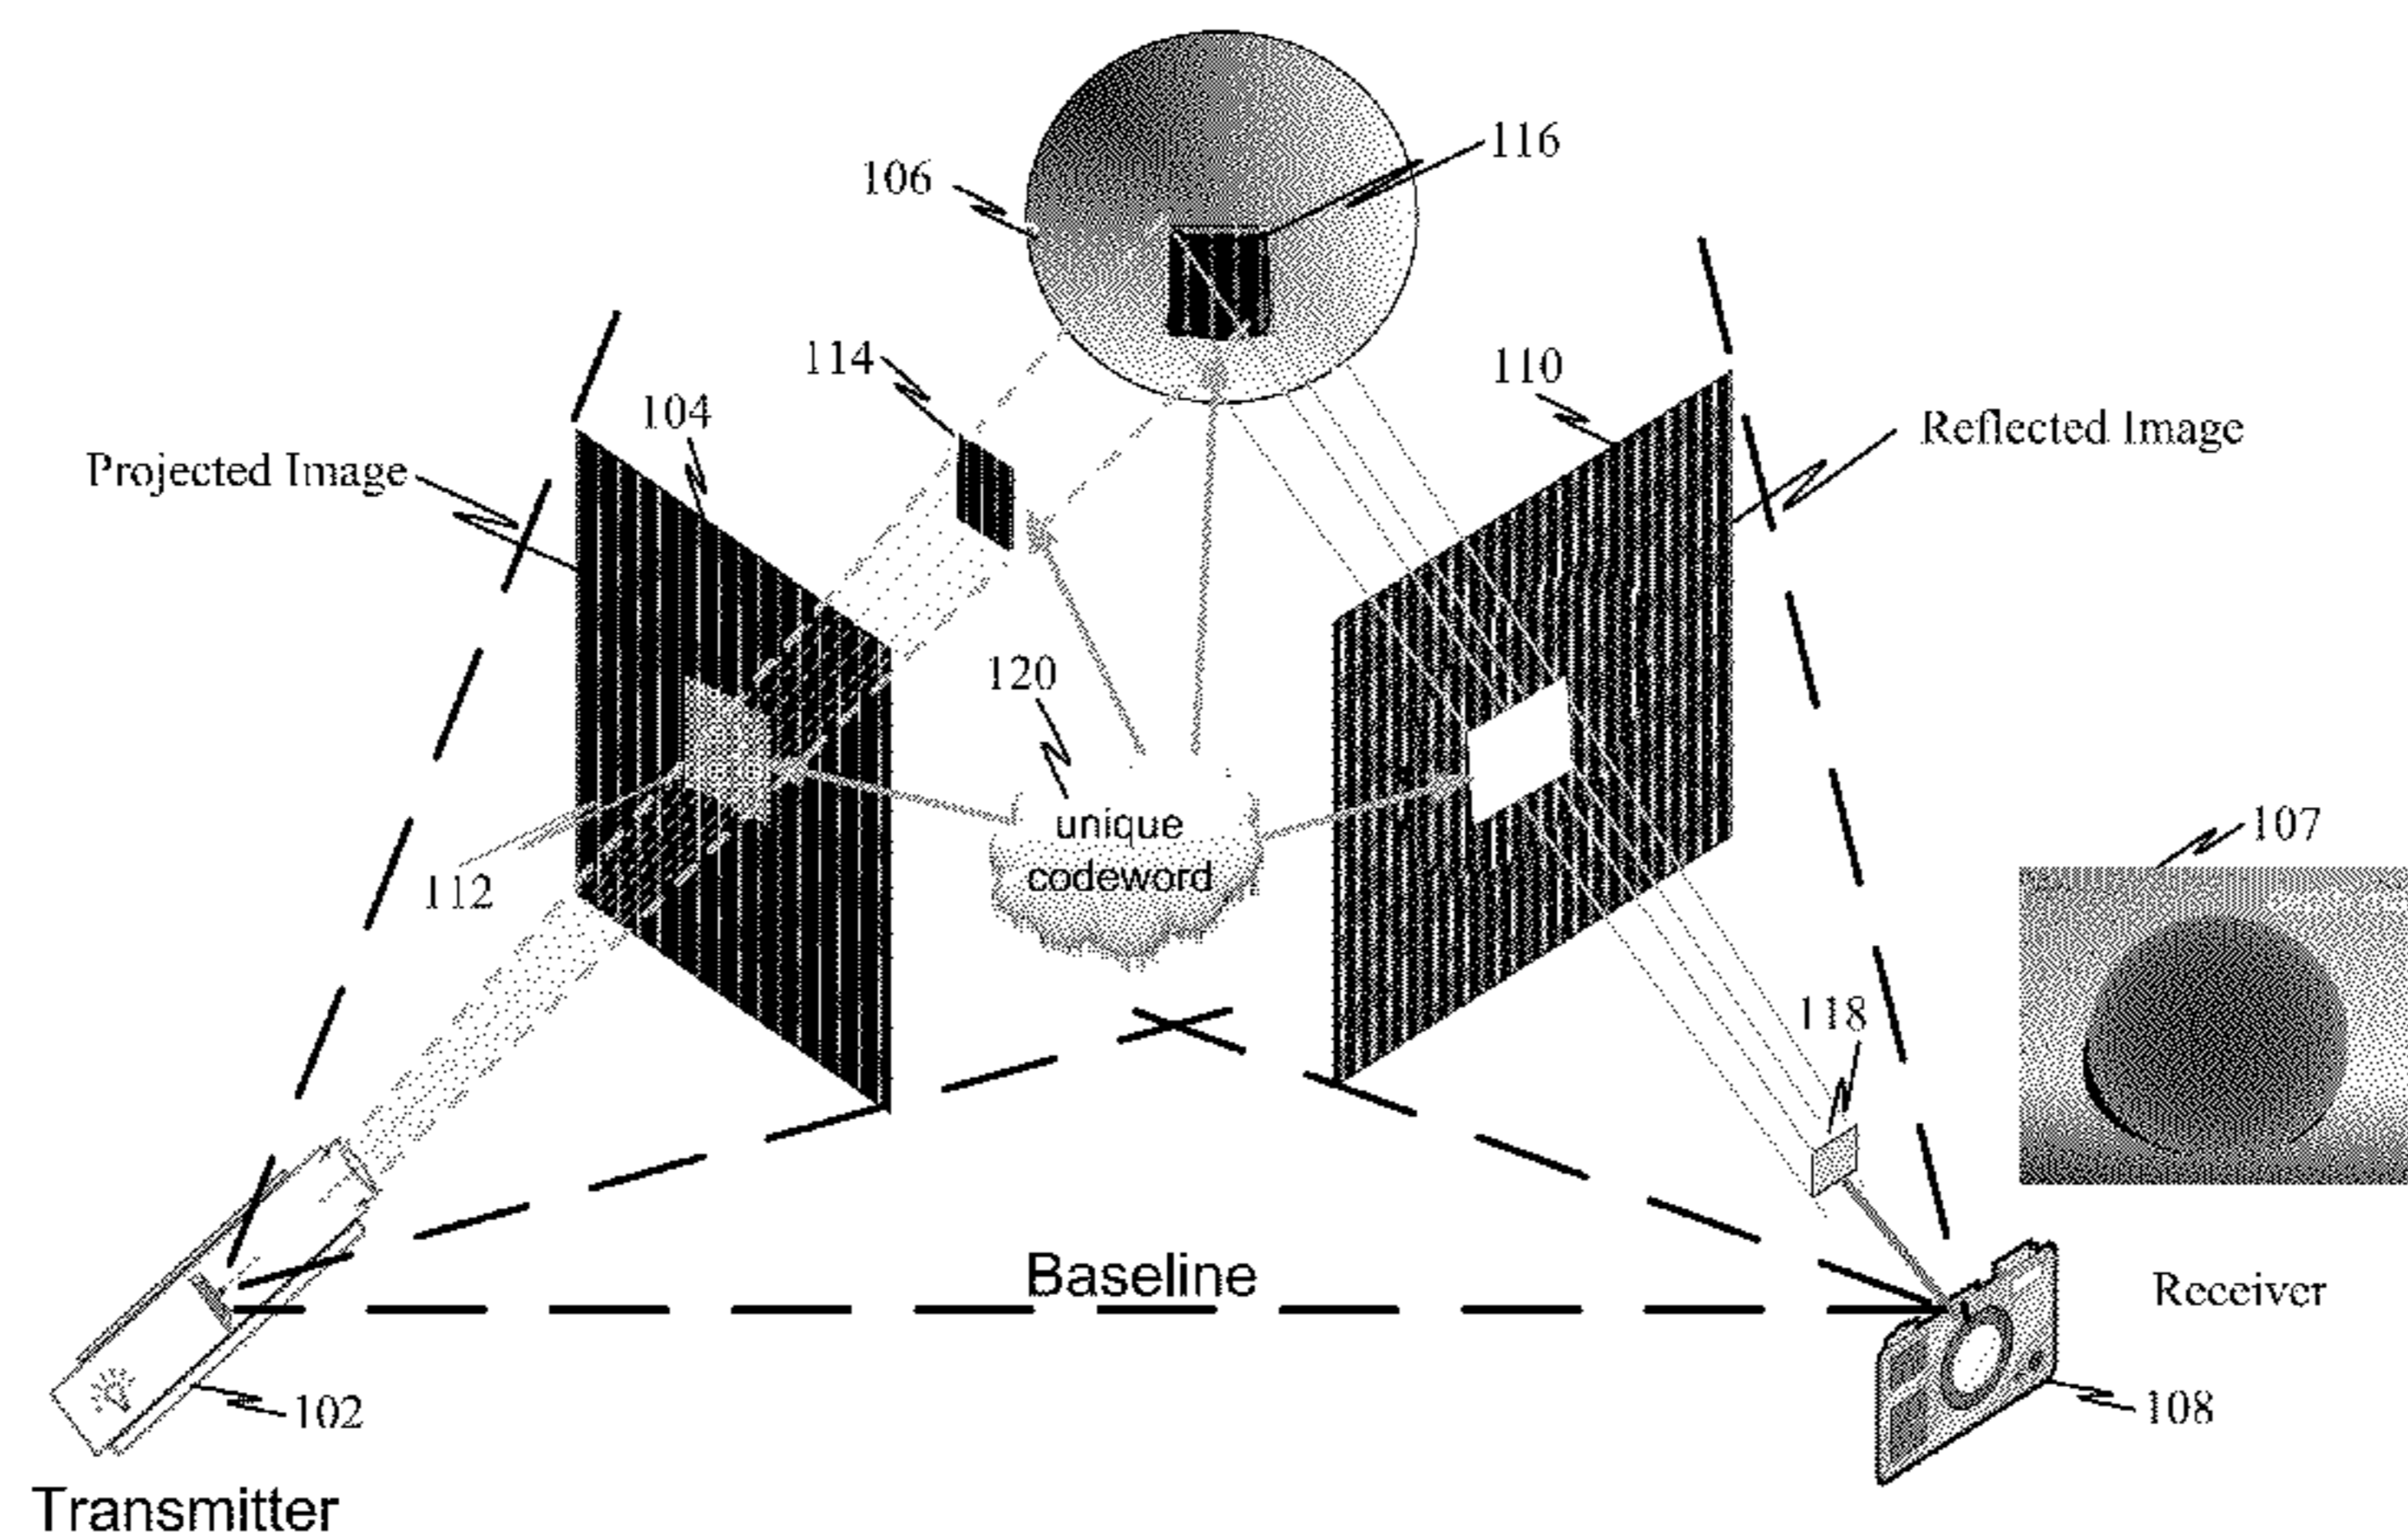 116
106
114
110
104
Reflected Image
Projected Image
120
107
unique
codeword
112
118
Baseline
Receiver
102
108
Transmitter